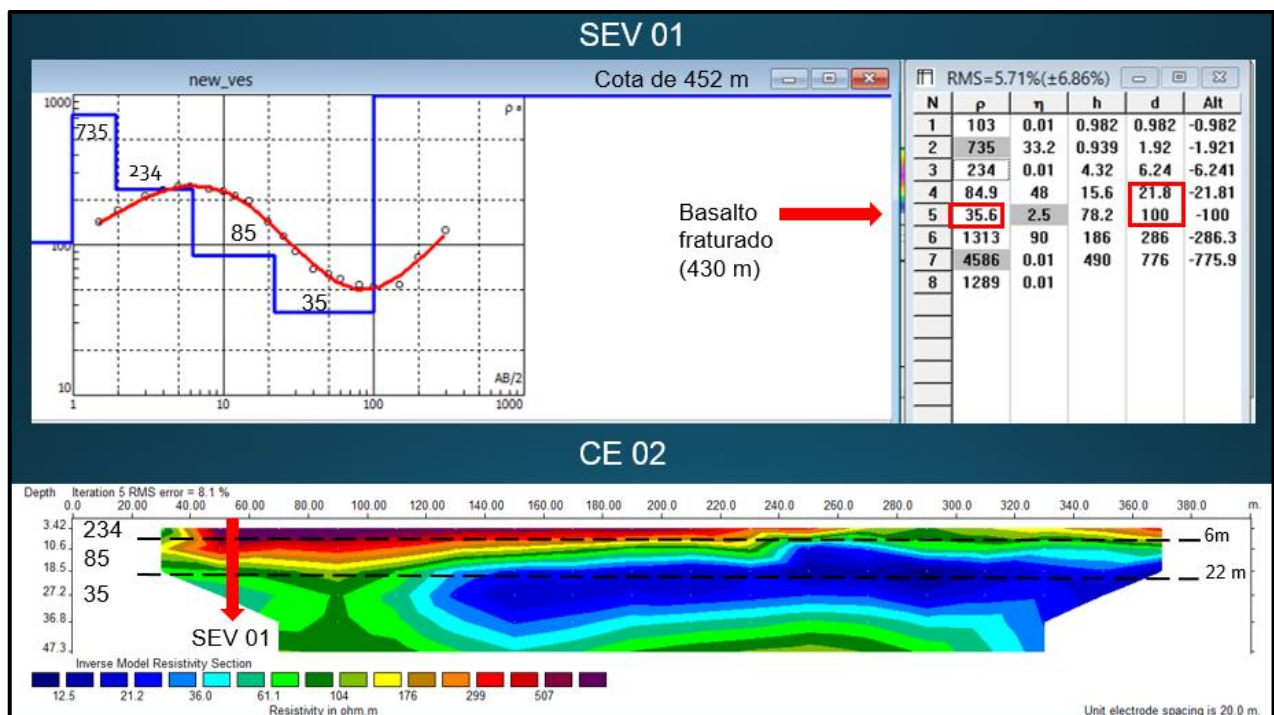 SEV 01
new_ves
Cota de 452 m
1000
100
10
1 10 100 1000
ρa
AB/2
735
234
85
35
Basalto
fraturado
(430 m)
RMS=5.71%(±6.86%)
N ρ η h d Alt
1 103 0.01 0.982 0.982 -0.982
2 735 33.2 0.939 1.92 -1.921
3 234 0.01 4.32 6.24 -6.241
4 84.9 48 15.6 21.8 -21.81
5 35.6 2.5 78.2 100 -100
6 1313 90 186 286 -286.3
7 4586 0.01 490 776 -775.9
8 1289 0.01
CE 02
Depth Iteration 5 RMS error = 8.1 %
0.0 20.00 40.00 60.00 80.00 100.00 120.00 140.00 160.00 180.00 200.0 220.0 240.0 260.0 280.0 300.0 320.0 340.0 360.0 380.0 m.
3.42
10.6
18.5
27.2
36.8
47.3
234
85
35
6m
22 m
SEV 01
Inverse Model Resistivity Section
12.5 21.2 36.0 61.1 104 176 299 507
Resistivity in ohm.m
Unit electrode spacing is 20.0 m.